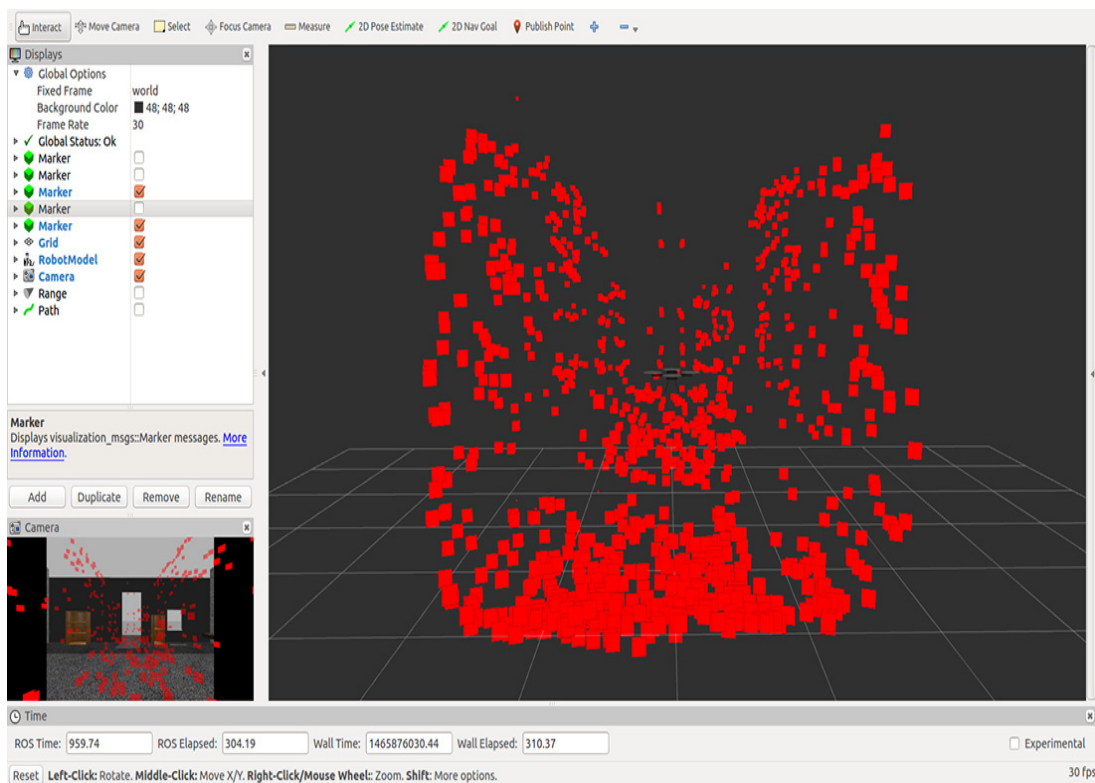 Interact Move Camera Select Focus Camera Measure 2D Pose Estimate 2D Nav Goal Publish Point
Displays
Global Options
Fixed Frame world
Background Color 48; 48; 48
Frame Rate 30
Global Status: Ok
Marker
Marker
Marker
Marker
Marker
Grid
RobotModel
Camera
Range
Path
Marker
Displays visualization_msgs::Marker messages. More
Information.
Add Duplicate Remove Rename
Camera
Time
ROS Time: 959.74 ROS Elapsed: 304.19 Wall Time: 1465876030.44 Wall Elapsed: 310.37 Experimental
Reset Left-Click: Rotate. Middle-Click: Move X/Y. Right-Click/Mouse Wheel:: Zoom. Shift: More options. 30 fps